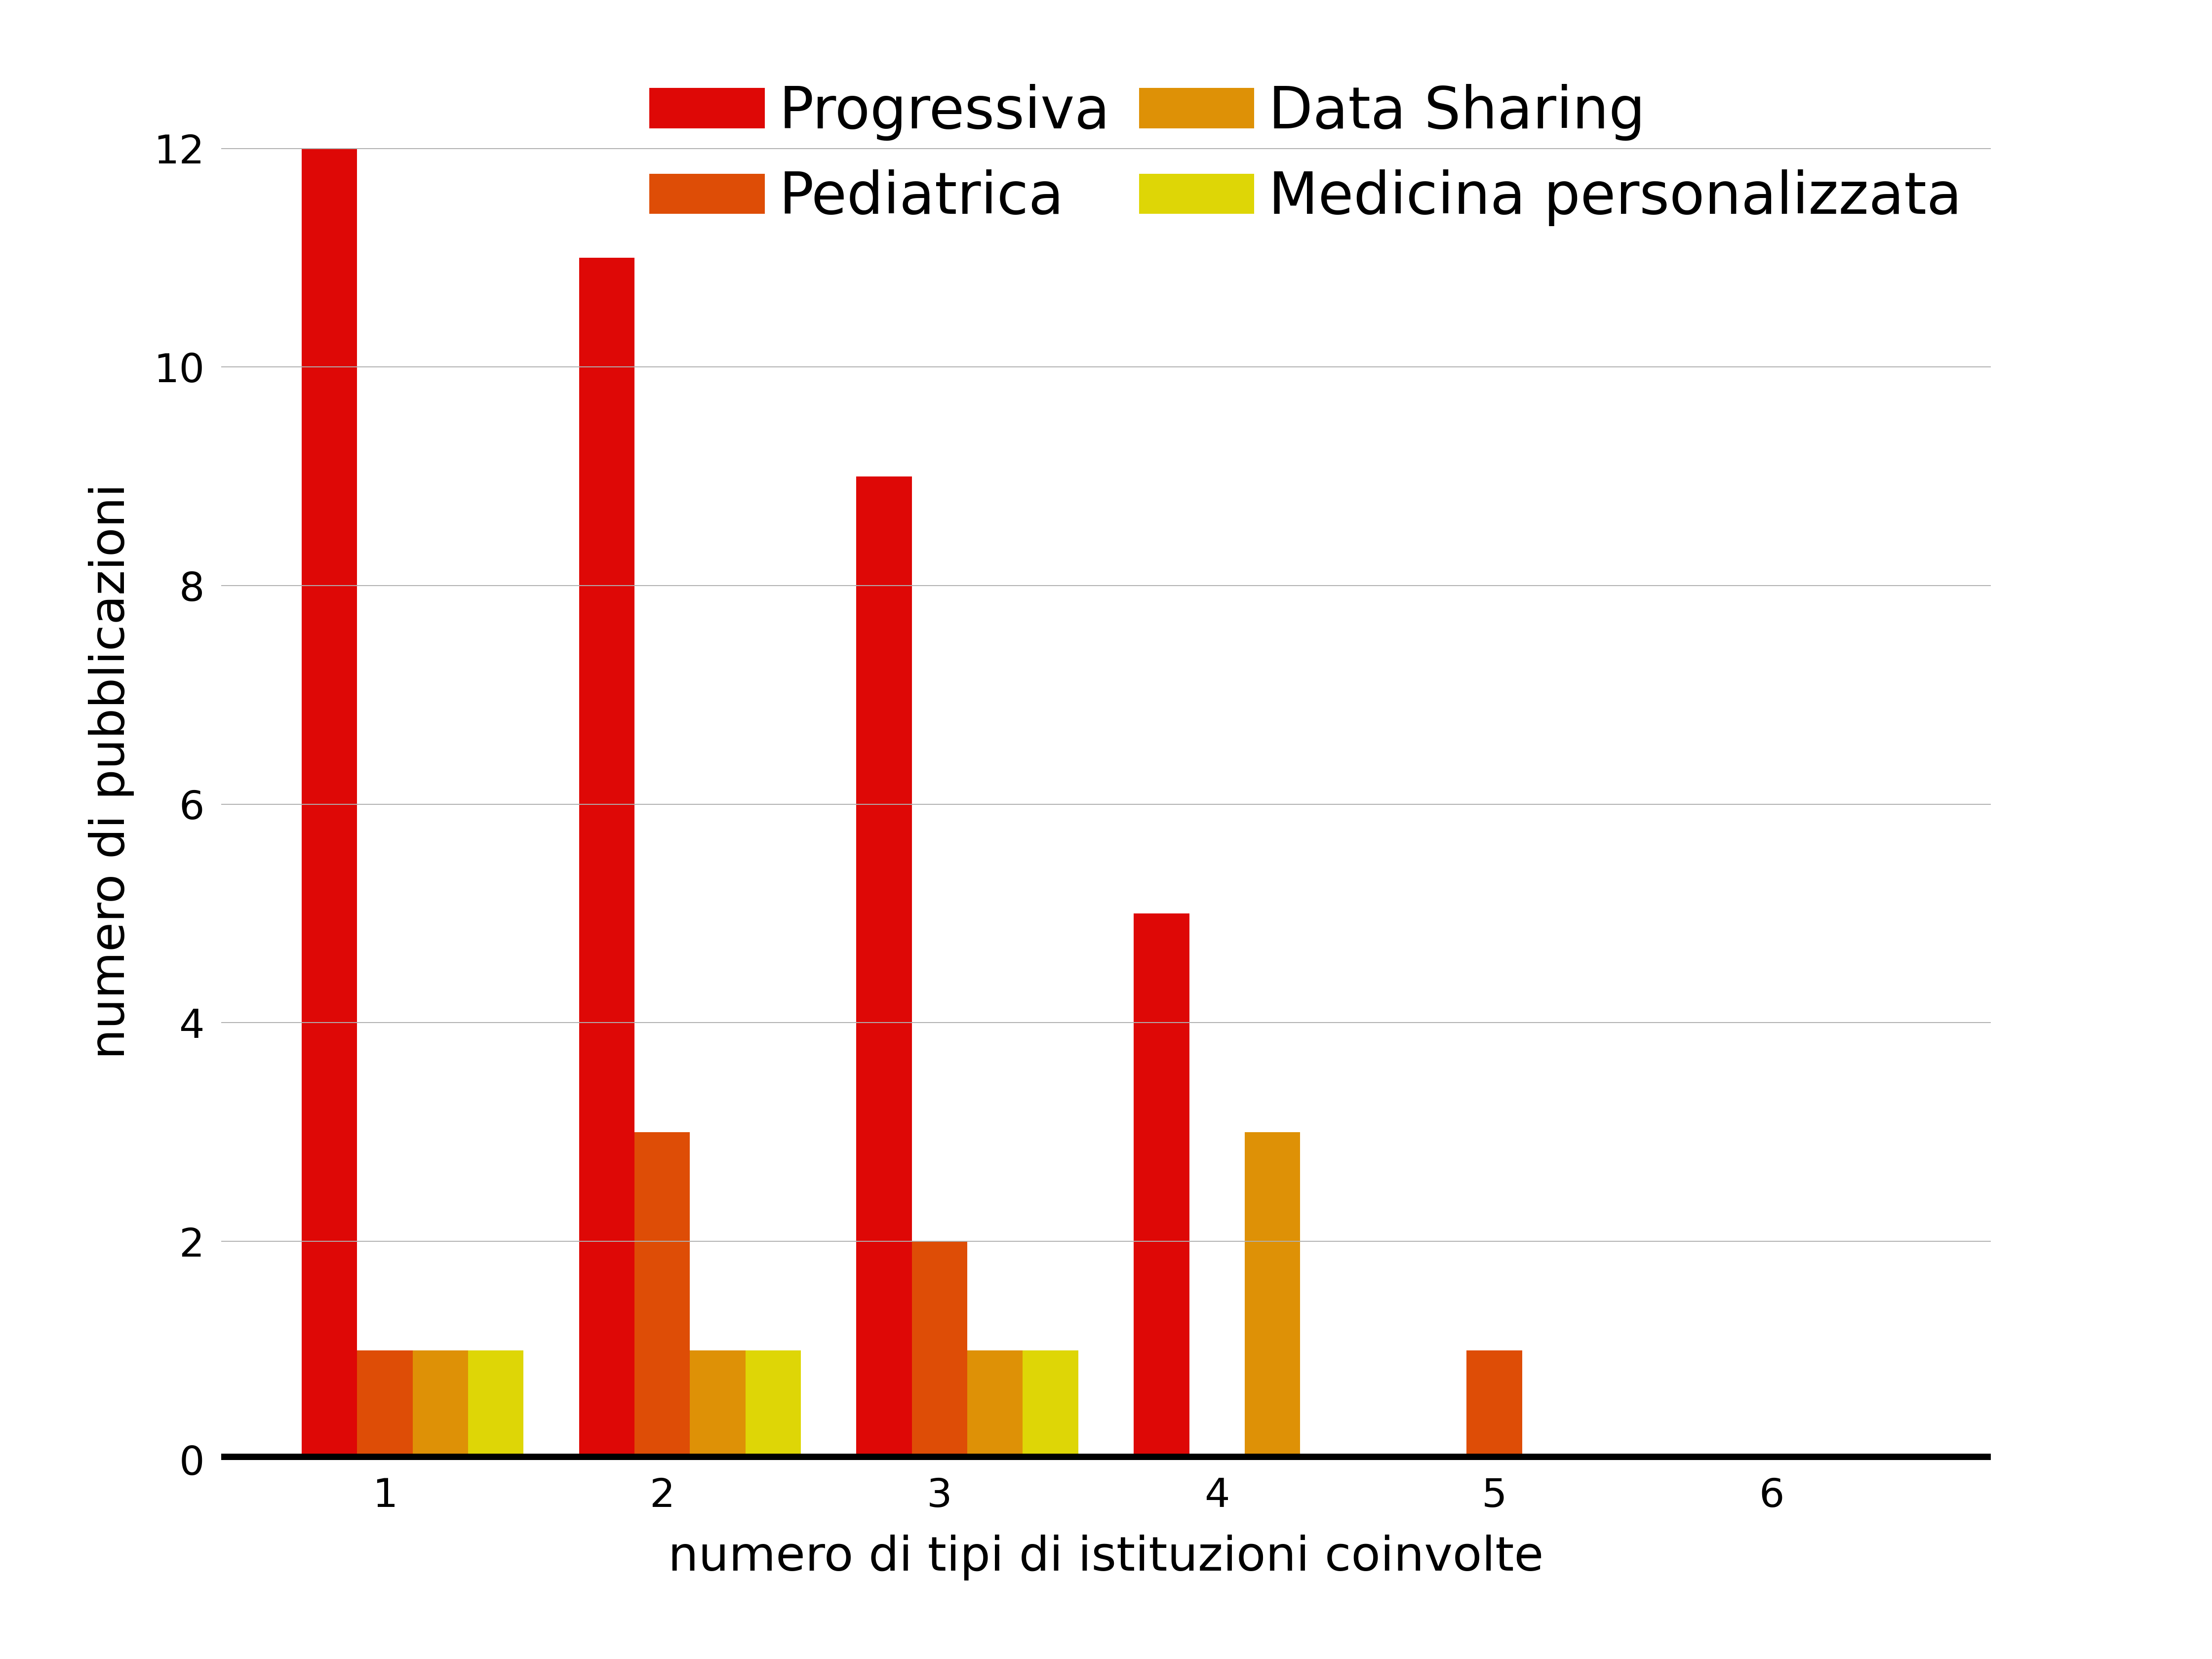 Progressiva
Data Sharing
Pediatrica
Medicina personalizzata
12
10
8
6
4
2
0
numero di pubblicazioni
1 2 3 4 5 6
numero di tipi di istituzioni coinvolte